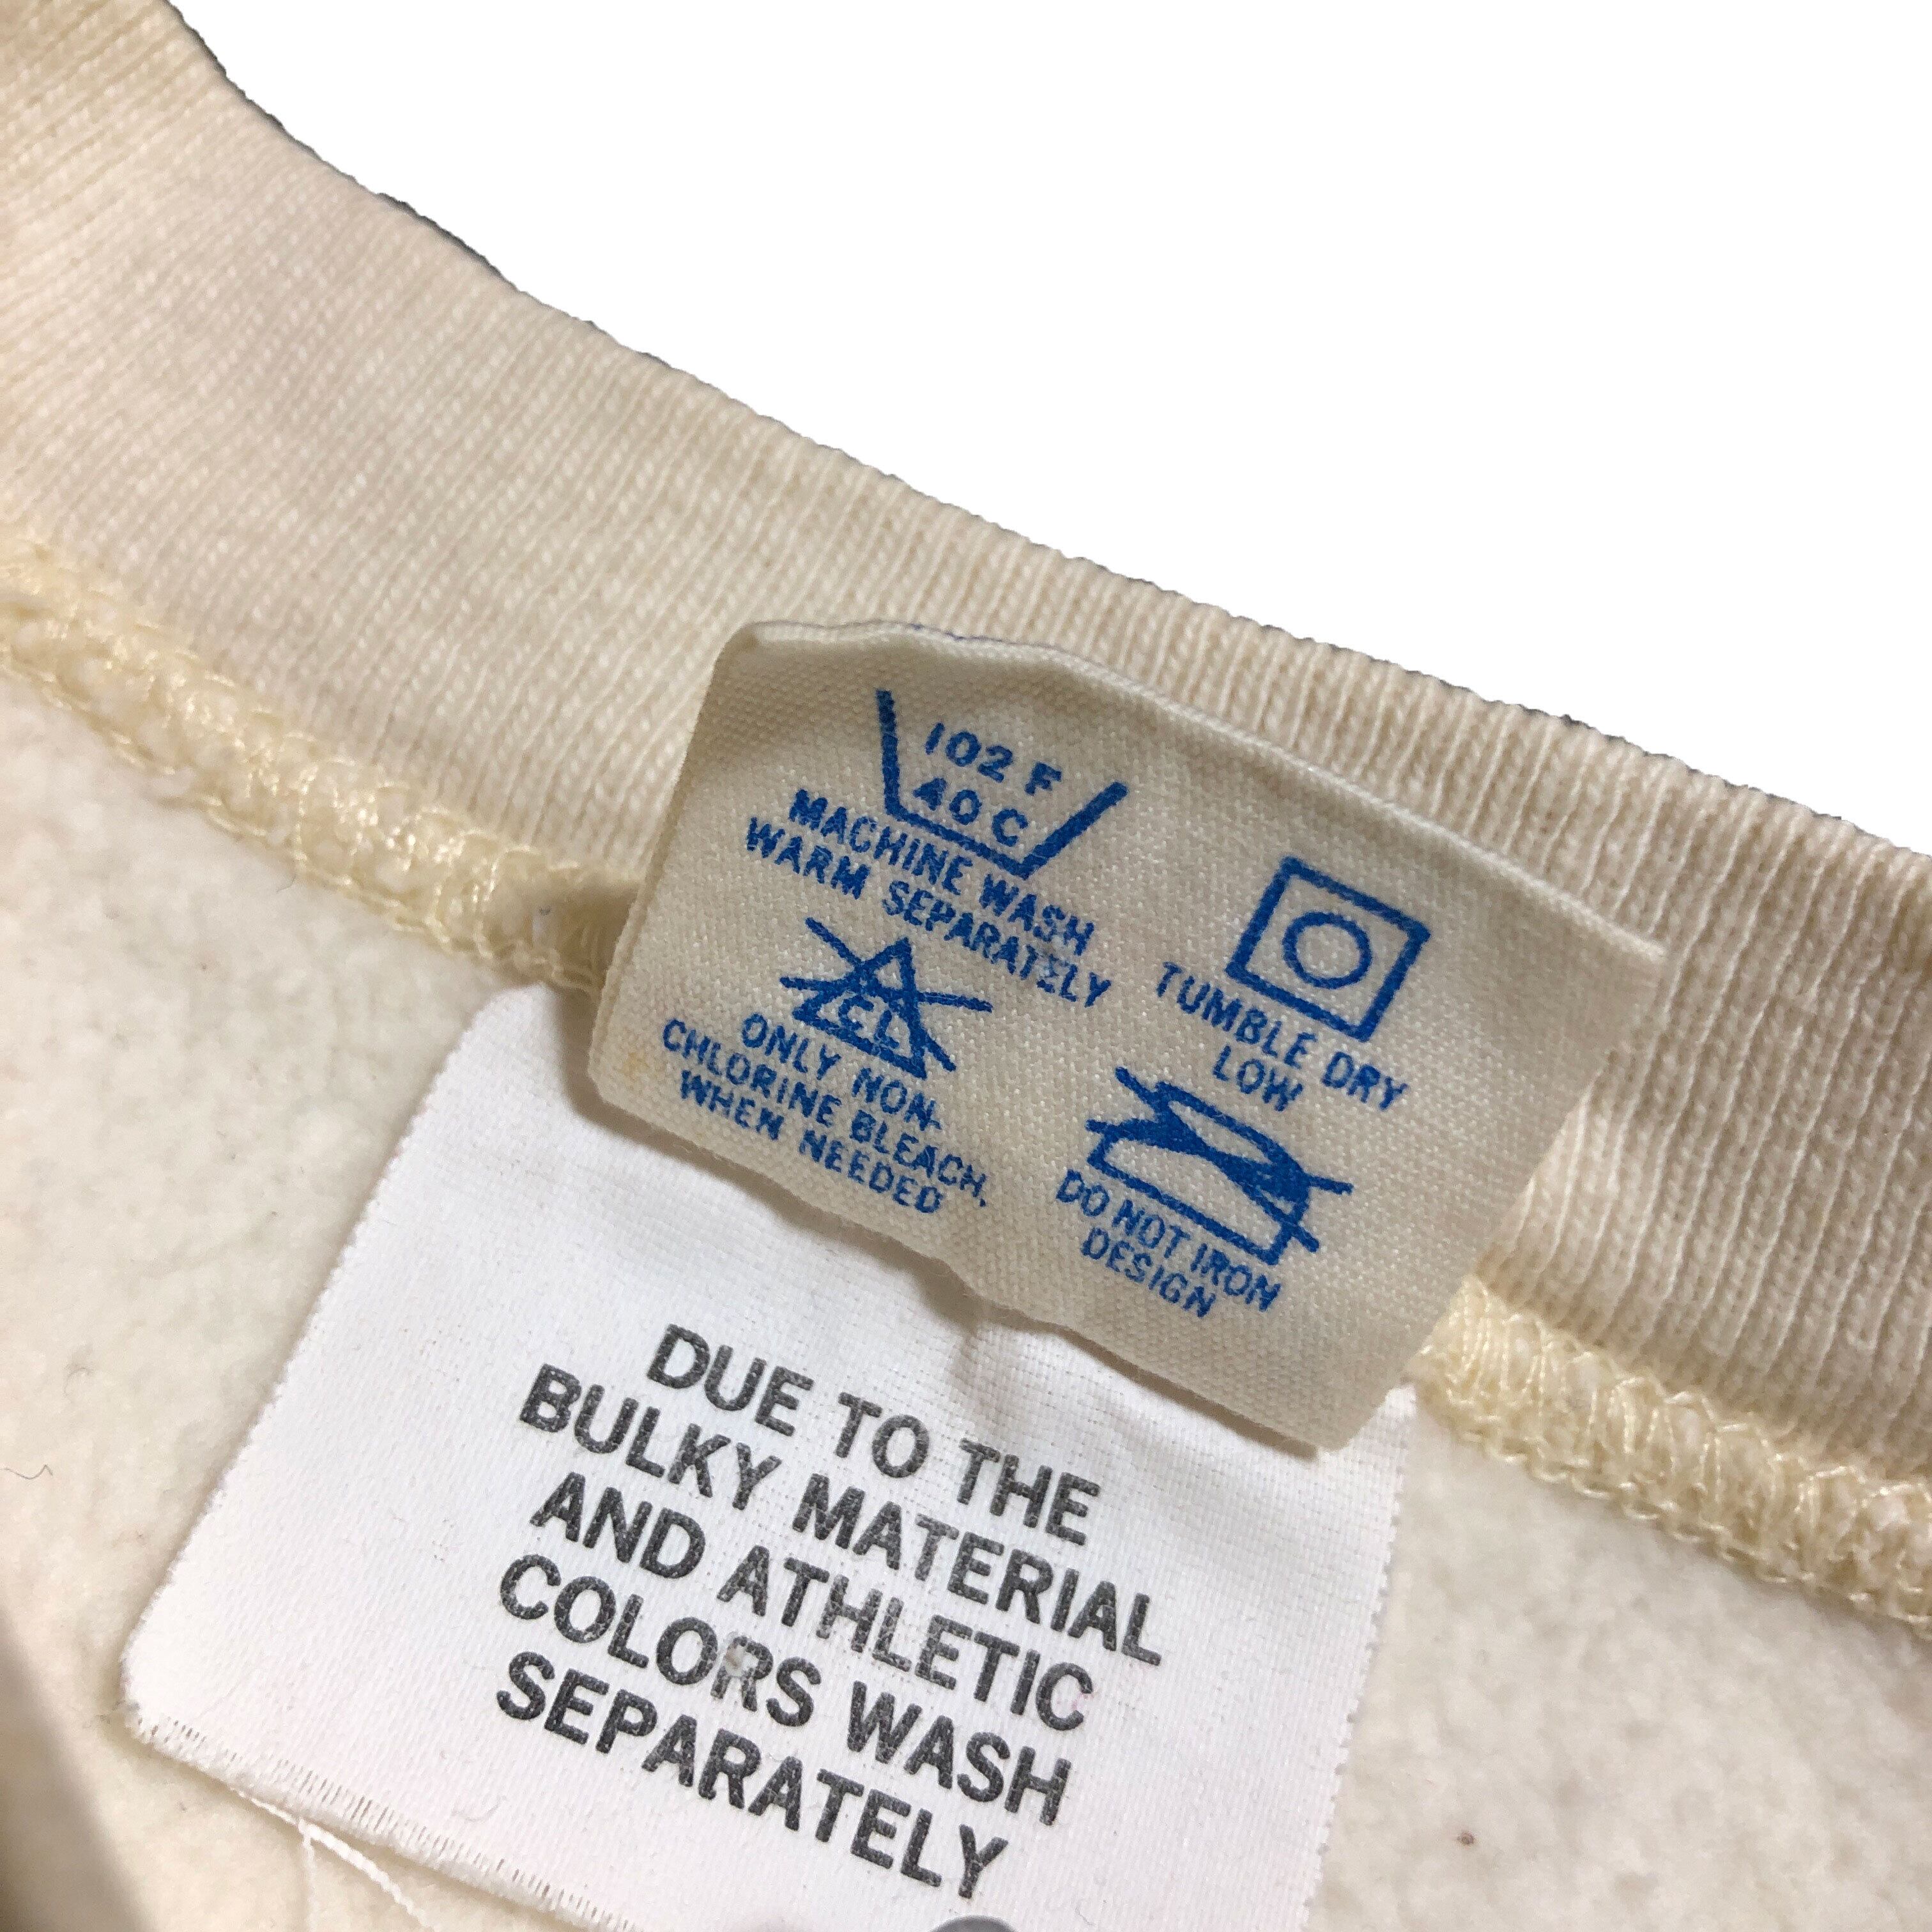 102 F
40 C
MACHINE WASH
WARM SEPARATELY
CL
ONLY NON-
CHLORINE BLEACH,
WHEN NEEDED
TUMBLE DRY
LOW
DO NOT IRON
DESIGN
DUE TO THE
BULKY MATERIAL
AND ATHLETIC
COLORS WASH
SEPARATELY